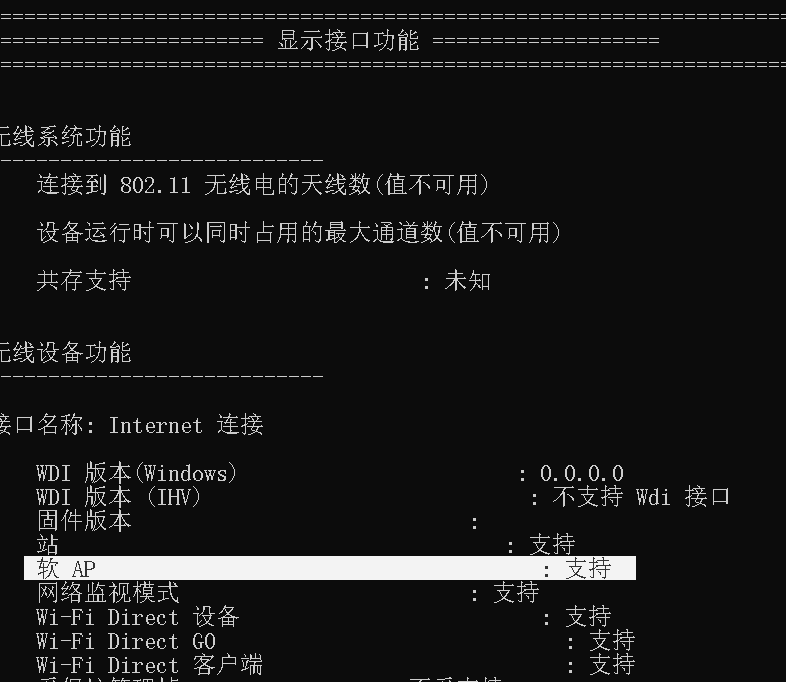 ================================================================
====================== 显示接口功能 ===================
================================================================
无线系统功能
---------------------------
连接到 802.11 无线电的天线数(值不可用)
设备运行时可以同时占用的最大通道数(值不可用)
共存支持 : 未知
无线设备功能
---------------------------
接口名称: Internet 连接
WDI 版本(Windows) : 0.0.0.0
WDI 版本 (IHV) : 不支持 Wdi 接口
固件版本 :
站 : 支持
软 AP : 支持
网络监视模式 : 支持
Wi-Fi Direct 设备 : 支持
Wi-Fi Direct GO : 支持
Wi-Fi Direct 客户端 : 支持